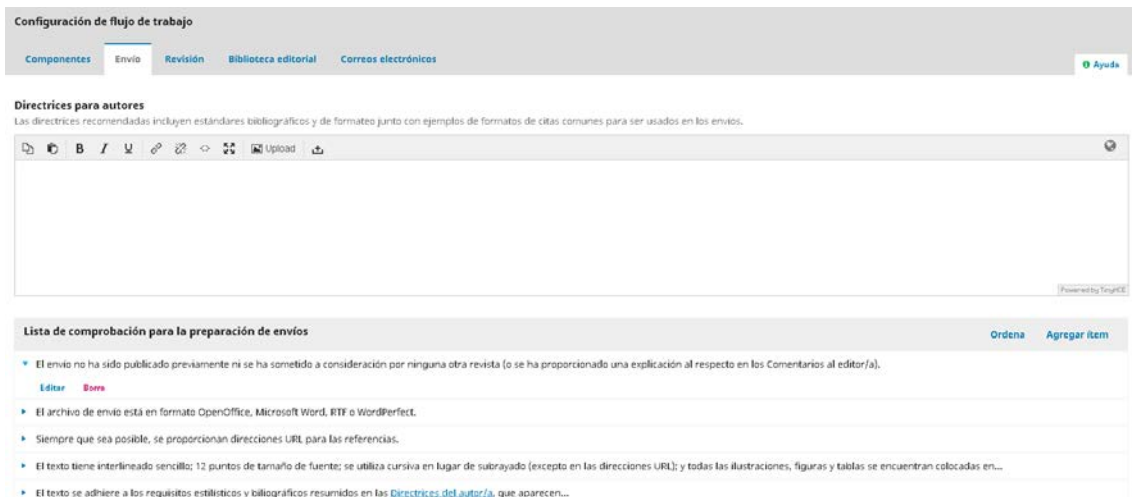 Configuración de flujo de trabajo
Componentes Envío Revisión Biblioteca editorial Correos electrónicos
Ayuda
Directrices para autores
Las directrices recomendadas incluyen estándares bibliográficos y de formateo junto con ejemplos de formatos de citas comunes para ser usados en los envíos.
B I U Upload
Powered by TinyMCE
Lista de comprobación para la preparación de envíos Ordena Agregar ítem
El envío no ha sido publicado previamente ni se ha sometido a consideración por ninguna otra revista (o se ha proporcionado una explicación al respecto en los Comentarios al editor/a).
Editar Borra
El archivo de envío está en formato OpenOffice, Microsoft Word, RTF o WordPerfect.
Siempre que sea posible, se proporcionan direcciones URL para las referencias.
El texto tiene interlineado sencillo; 12 puntos de tamaño de fuente; se utiliza cursiva en lugar de subrayado (excepto en las direcciones URL); y todas las ilustraciones, figuras y tablas se encuentran colocadas en...
El texto se adhiere a los requisitos estilísticos y biliográficos resumidos en las Directrices del autor/a, que aparecen...